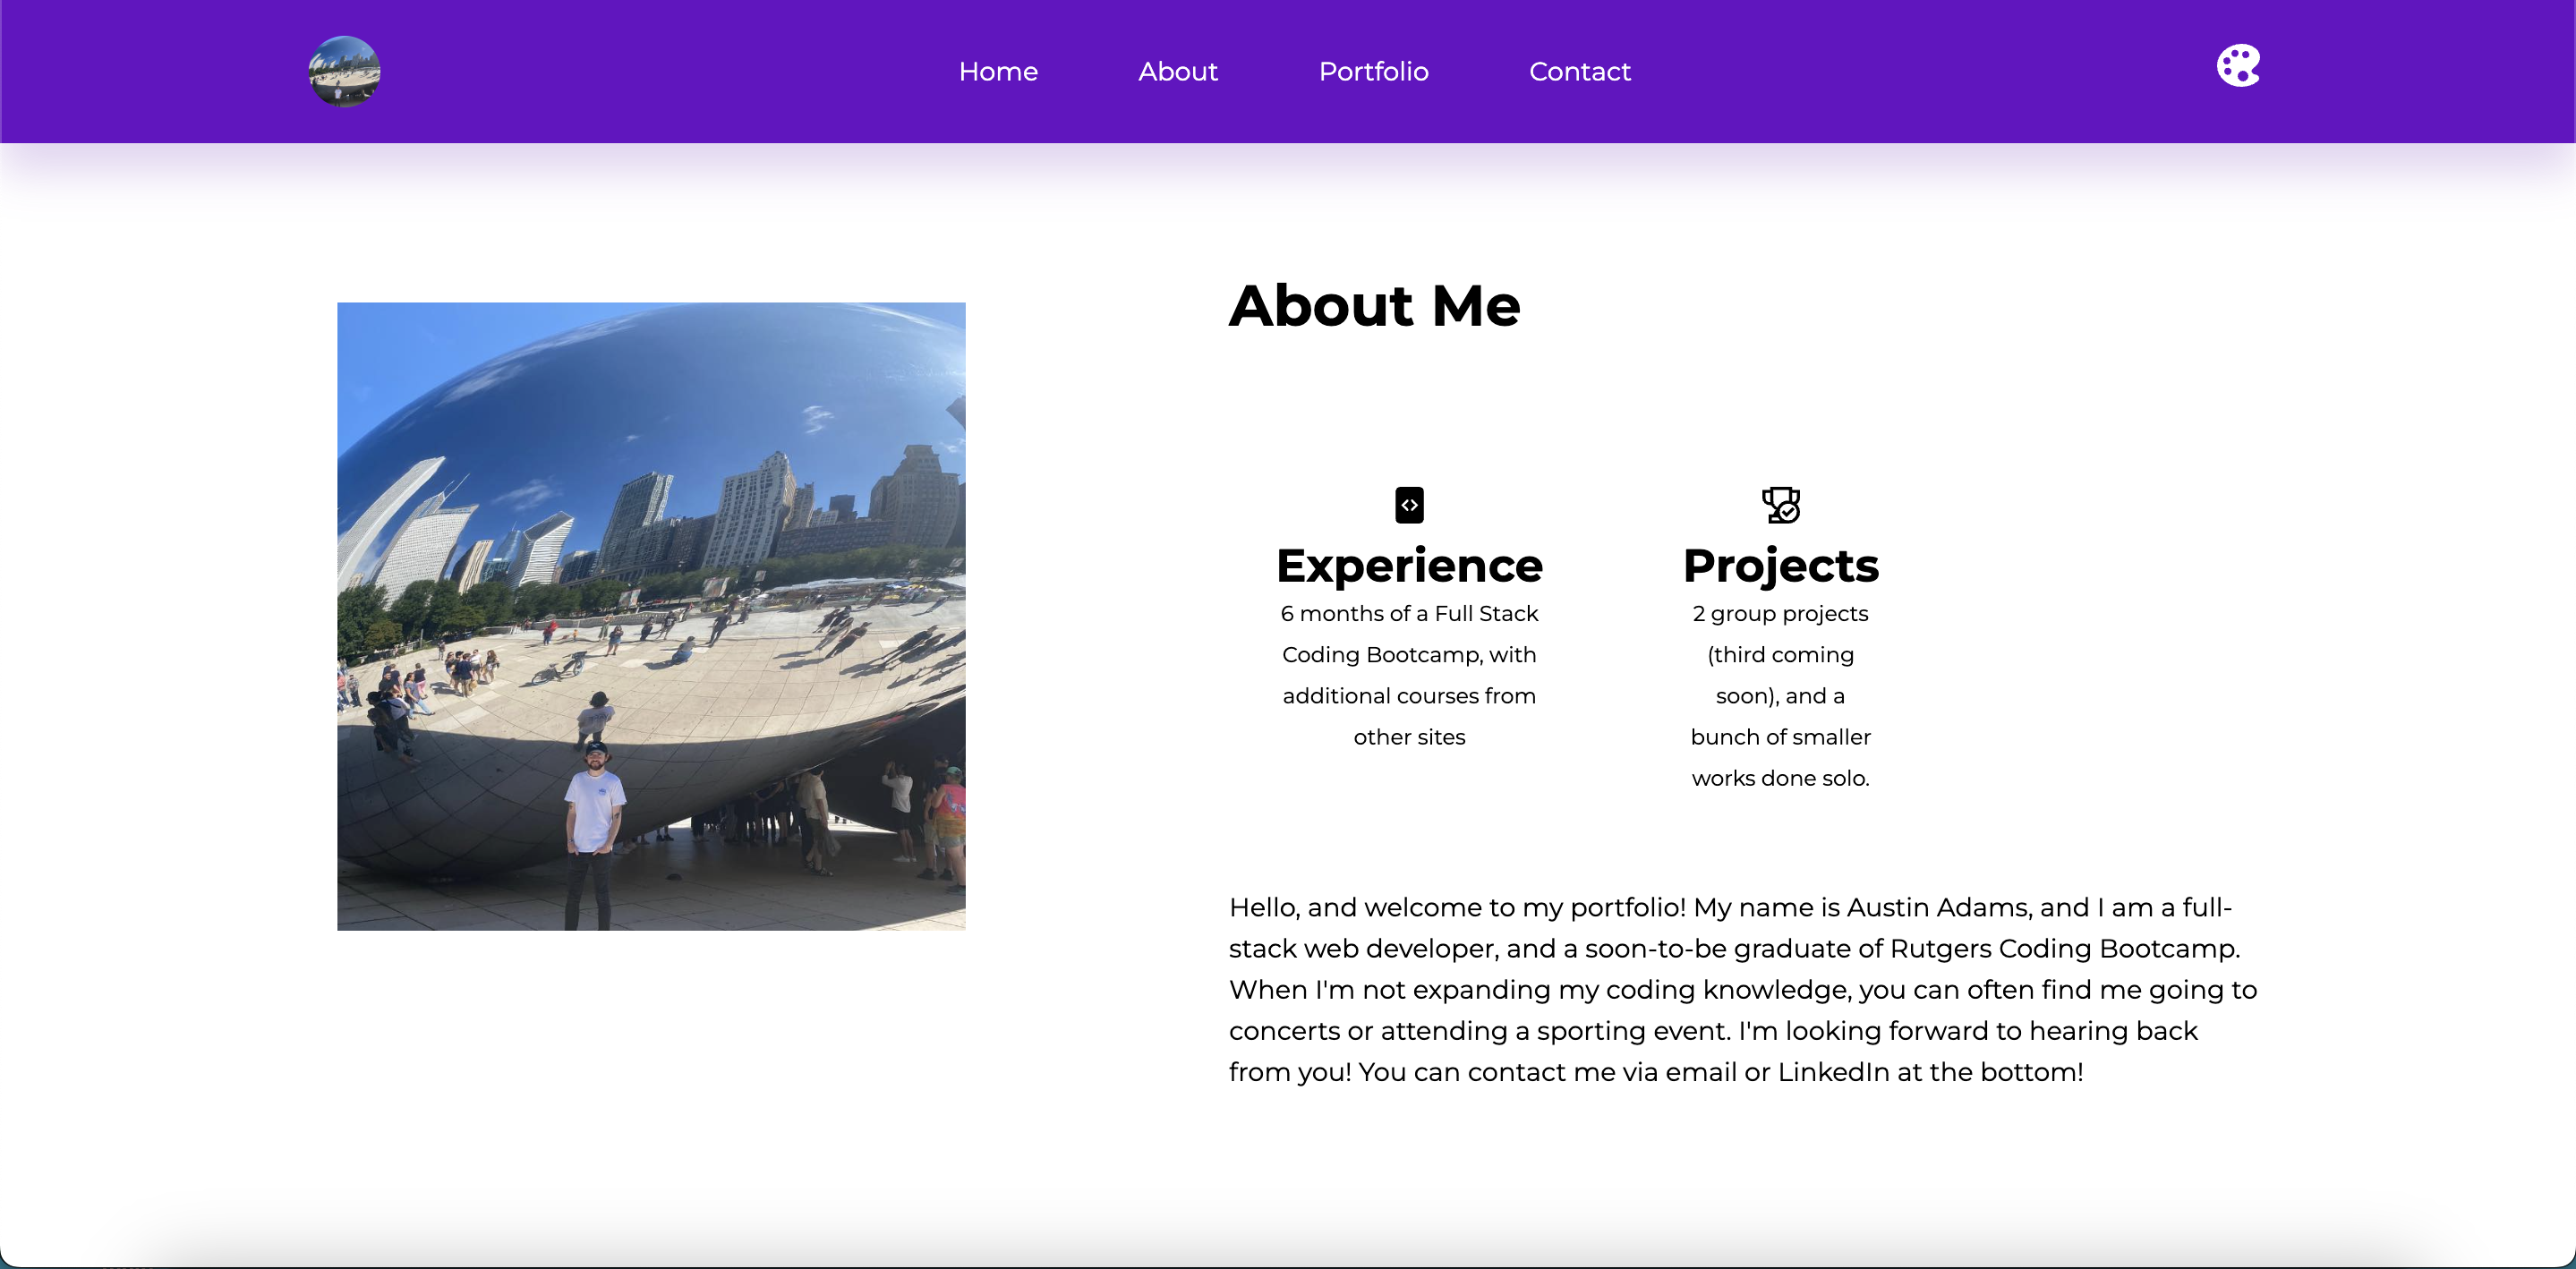 Home About Portfolio Contact
About Me
Experience
6 months of a Full Stack
Coding Bootcamp, with
additional courses from
other sites
Projects
2 group projects
(third coming
soon), and a
bunch of smaller
works done solo.
Hello, and welcome to my portfolio! My name is Austin Adams, and I am a full-
stack web developer, and a soon-to-be graduate of Rutgers Coding Bootcamp.
When I'm not expanding my coding knowledge, you can often find me going to
concerts or attending a sporting event. I'm looking forward to hearing back
from you! You can contact me via email or LinkedIn at the bottom!